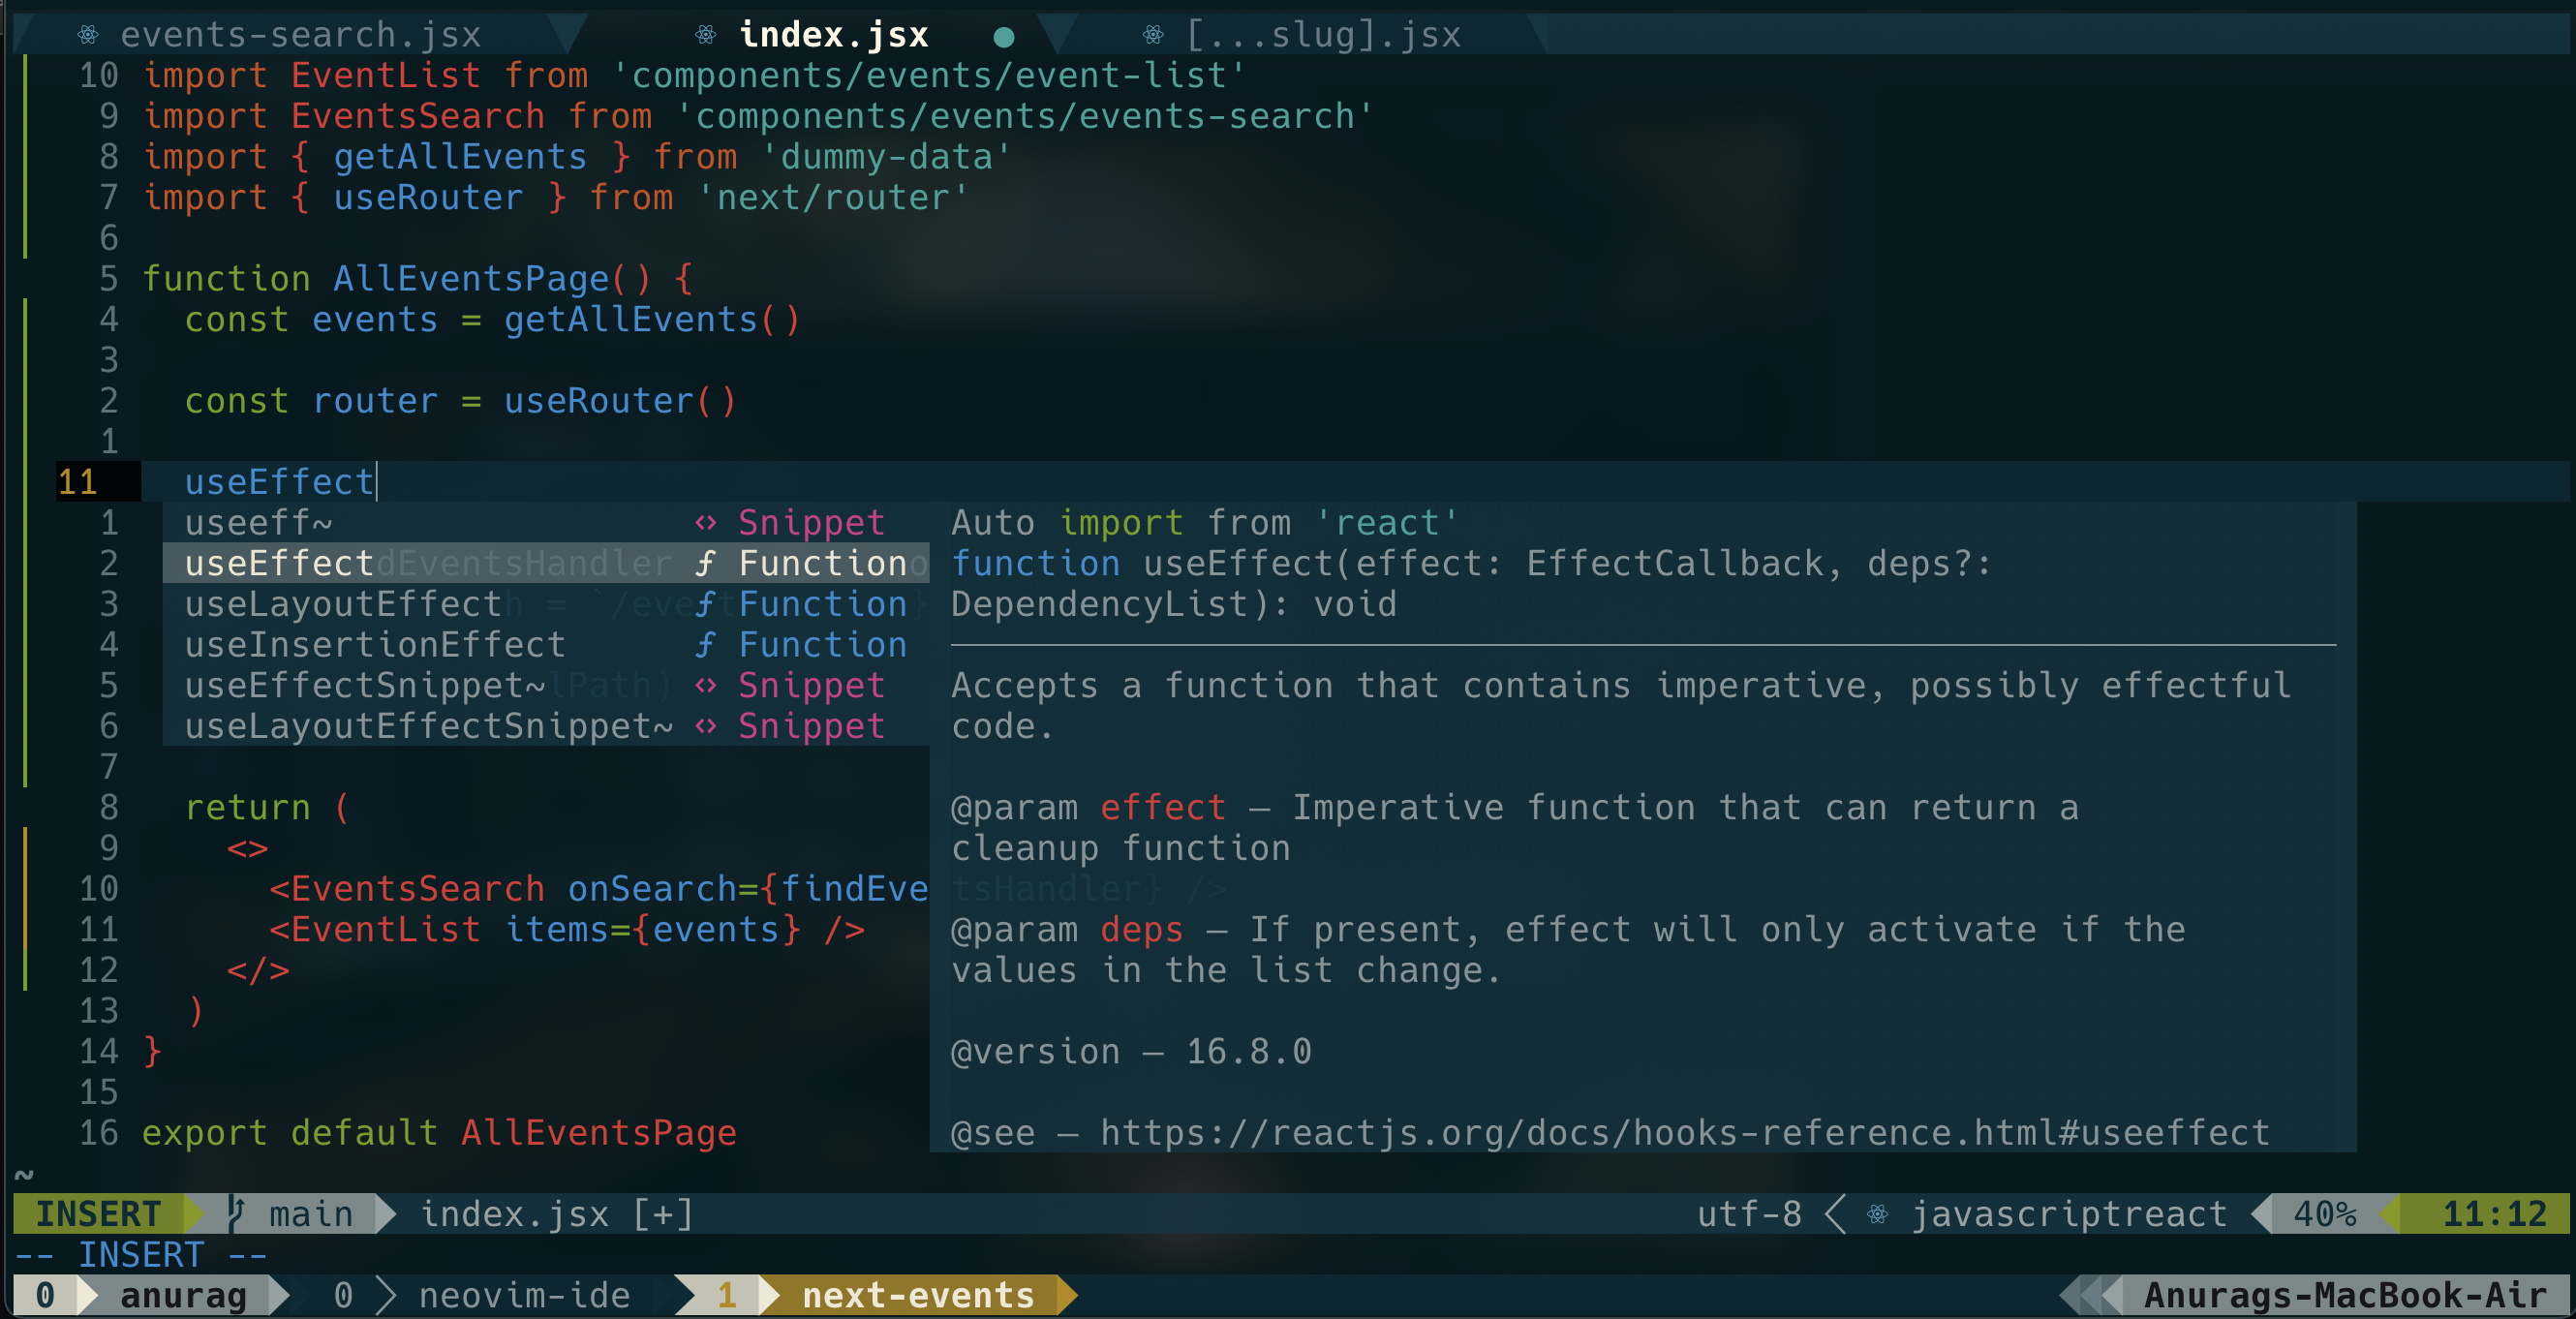 events-search.jsx index.jsx ● [...slug].jsx
10 import EventList from 'components/events/event-list'
9 import EventsSearch from 'components/events/events-search'
8 import { getAllEvents } from 'dummy-data'
7 import { useRouter } from 'next/router'
6
5 function AllEventsPage() {
4 const events = getAllEvents()
3
2 const router = useRouter()
1
11 useEffect
1 useeff~ <> Snippet Auto import from 'react'
2 useEffectdEventsHandler ƒ Functiono function useEffect(effect: EffectCallback, deps?:
3 useLayoutEffecth = `/eve ƒ Function} DependencyList): void
4 useInsertionEffect ƒ Function
5 useEffectSnippet~lPath) <> Snippet Accepts a function that contains imperative, possibly effectful
6 useLayoutEffectSnippet~ <> Snippet code.
7
8 return ( @param effect — Imperative function that can return a
9 <> cleanup function
10 <EventsSearch onSearch={findEventsHandler} />
11 <EventList items={events} /> @param deps — If present, effect will only activate if the
12 </> values in the list change.
13 )
14 } @version — 16.8.0
15
16 export default AllEventsPage @see — https://reactjs.org/docs/hooks-reference.html#useeffect
~
INSERT main index.jsx [+] utf-8 javascriptreact 40% 11:12
-- INSERT --
0 anurag 0 neovim-ide 1 next-events Anurags-MacBook-Air